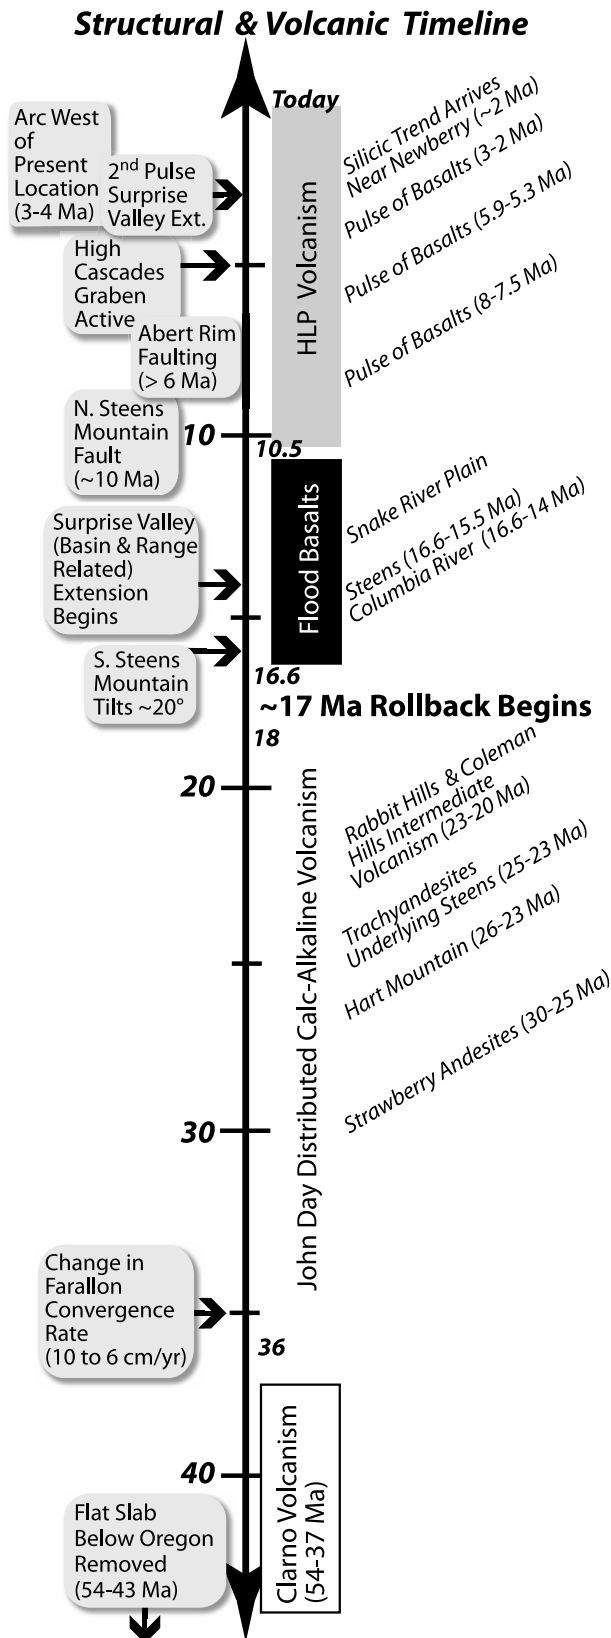 Structural & Volcanic Timeline
Today
Arc West
of
Present
Location
(3-4 Ma)
2nd Pulse
Surprise
Valley Ext.
High
Cascades
Graben
Active
Abert Rim
Faulting
(> 6 Ma)
N. Steens
Mountain
Fault
(~10 Ma)
Surprise Valley
(Basin & Range
Related)
Extension
Begins
S. Steens
Mountain
Tilts ~20°
Change in
Farallon
Convergence
Rate
(10 to 6 cm/yr)
Flat Slab
Below Oregon
Removed
(54-43 Ma)
10
20
30
40
10.5
16.6
~17 Ma Rollback Begins
18
36
HLP Volcanism
Flood Basalts
John Day Distributed Calc-Alkaline Volcanism
Clarno Volcanism
(54-37 Ma)
Silicic Trend Arrives
Near Newberry (~2 Ma)
Pulse of Basalts (3-2 Ma)
Pulse of Basalts (5.9-5.3 Ma)
Pulse of Basalts (8-7.5 Ma)
Snake River Plain
Steens (16.6-15.5 Ma)
Columbia River (16.6-14 Ma)
Rabbit Hills & Coleman
Hills Intermediate
Volcanism (23-20 Ma)
Trachyandesites
Underlying Steens (25-23 Ma)
Hart Mountain (26-23 Ma)
Strawberry Andesites (30-25 Ma)